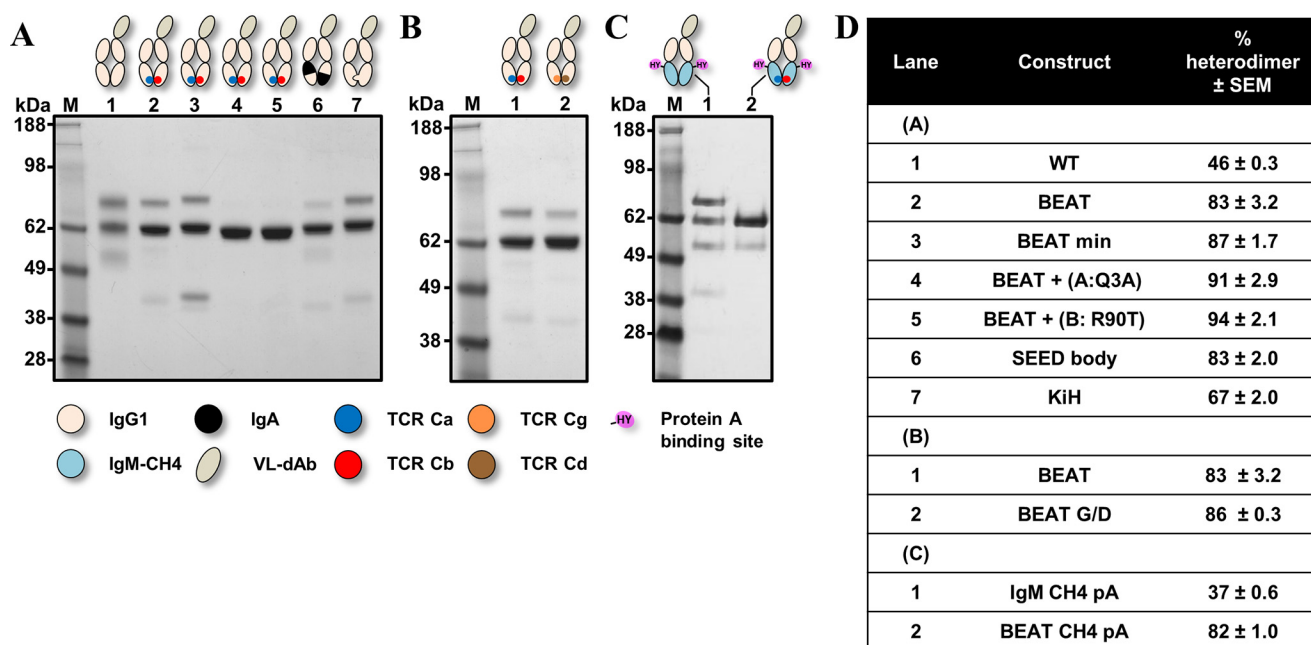 A
B
C
D
kDa M 1 2 3 4 5 6 7
188
98
62
49
38
28
kDa M 1 2
188
98
62
49
38
HY HY HY HY
kDa M 1 2
188
98
62
49
38
28
IgG1 IgA TCR Ca TCR Cg HY Protein A
binding site
IgM-CH4 VL-dAb TCR Cb TCR Cd
Lane Construct %
heterodimer
± SEM
(A)
1 WT 46 ± 0.3
2 BEAT 83 ± 3.2
3 BEAT min 87 ± 1.7
4 BEAT + (A:Q3A) 91 ± 2.9
5 BEAT + (B: R90T) 94 ± 2.1
6 SEED body 83 ± 2.0
7 KiH 67 ± 2.0
(B)
1 BEAT 83 ± 3.2
2 BEAT G/D 86 ± 0.3
(C)
1 IgM CH4 pA 37 ± 0.6
2 BEAT CH4 pA 82 ± 1.0